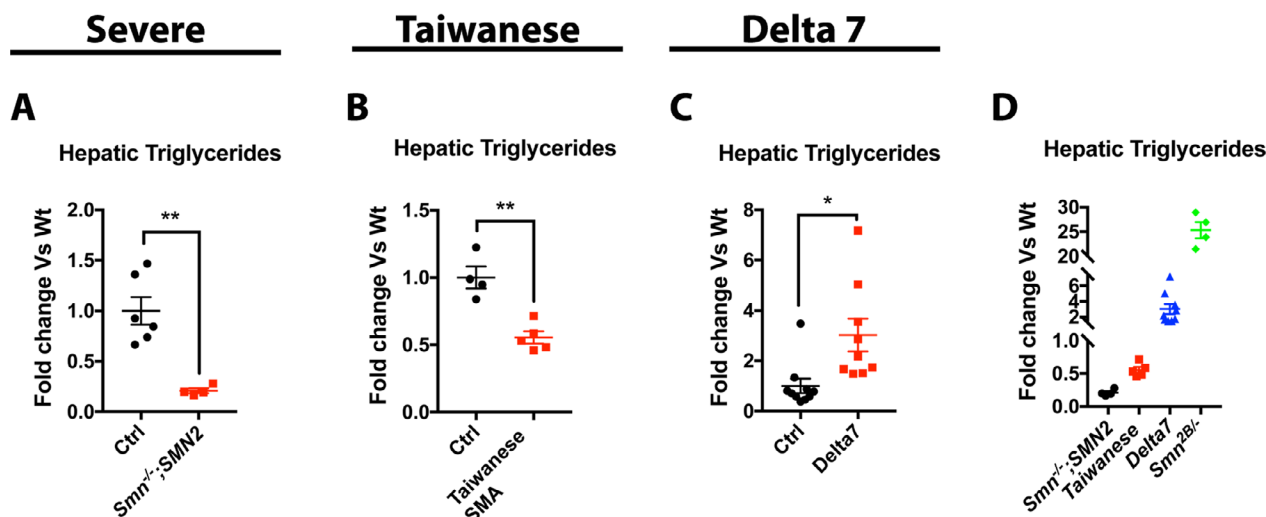 Severe
Taiwanese
Delta 7
A
B
C
D
Hepatic Triglycerides
Fold change Vs Wt
2.0
1.5
1.0
0.5
0.0
**
Ctrl
Smn-/-;SMN2
Hepatic Triglycerides
Fold change Vs Wt
1.5
1.0
0.5
0.0
**
Ctrl
Taiwanese
SMA
Hepatic Triglycerides
Fold change Vs Wt
8
6
4
2
0
*
Ctrl
Delta7
Hepatic Triglycerides
Fold change Vs Wt
30
25
20
6
4
2
1.0
0.5
0.0
Smn-/-;SMN2
Taiwanese
Delta7
Smn2B/-